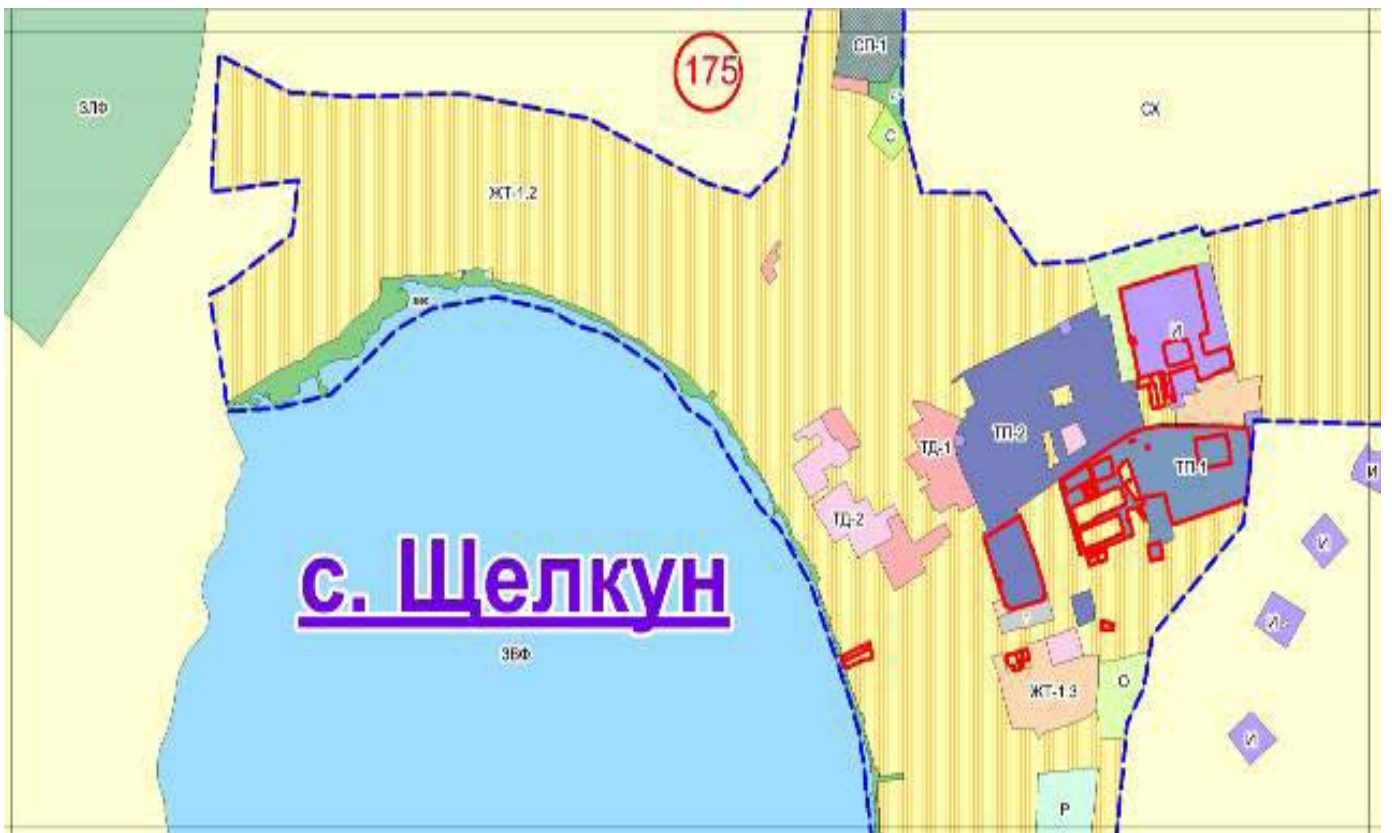 СП-1
175
ЗЛФ
СХ
С
ЖТ-1.2
И
ТД-1
ТП-2
ТП-1
И
ТД-2
И
с. Щелкун
И
ЗВФ
ЖТ-1.3
О
И
Р